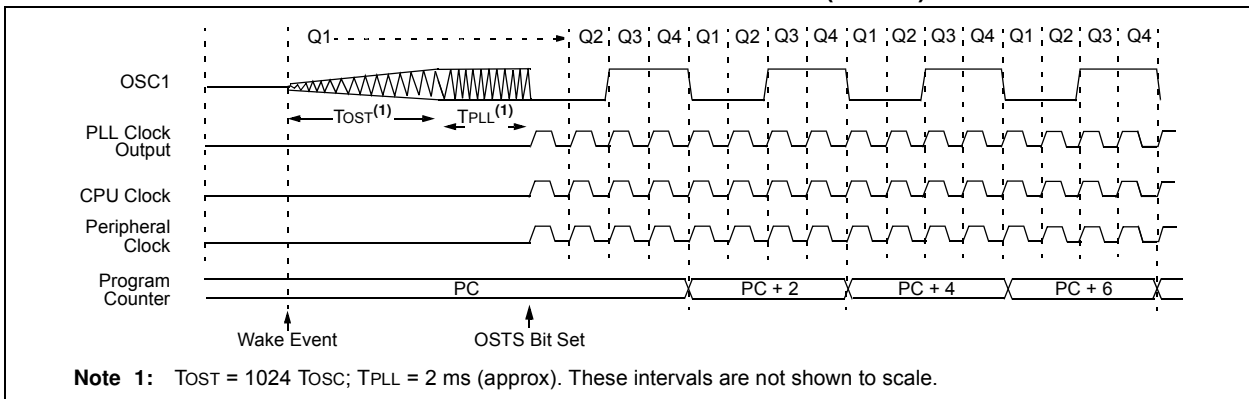 Q1 Q2 Q3 Q4 Q1 Q2 Q3 Q4 Q1 Q2 Q3 Q4 Q1 Q2 Q3 Q4
OSC1
TOST(1) TPLL(1)
PLL Clock
Output
CPU Clock
Peripheral
Clock
Program
Counter
PC PC + 2 PC + 4 PC + 6
Wake Event OSTS Bit Set
Note 1: TOST = 1024 TOSC; TPLL = 2 ms (approx). These intervals are not shown to scale.